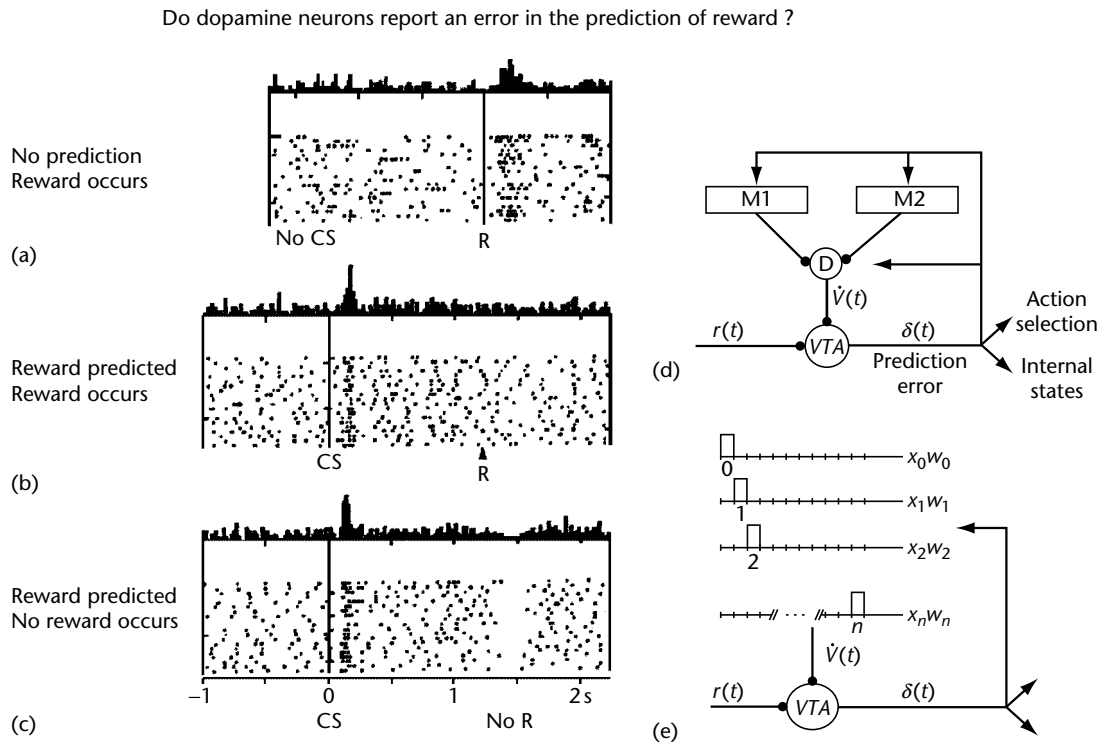 Do dopamine neurons report an error in the prediction of reward ?
No prediction
Reward occurs
(a)
No CS
R
Reward predicted
Reward occurs
(b)
CS
R
Reward predicted
No reward occurs
(c)
−1 0 1 2 s
CS
No R
M1 M2
D
V̇(t)
r(t)
VTA
δ(t)
Prediction
error
Action
selection
Internal
states
(d)
0
x₀w₀
1
x₁w₁
2
x₂w₂
n
xₙwₙ
V̇(t)
r(t)
VTA
δ(t)
(e)